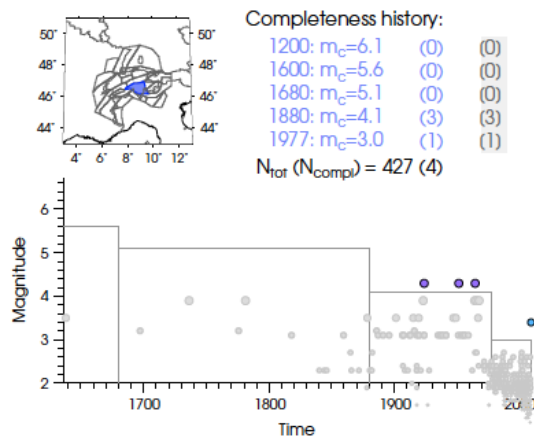 Completeness history:
1200: mc=6.1 (0) (0)
1600: mc=5.6 (0) (0)
1680: mc=5.1 (0) (0)
1880: mc=4.1 (3) (3)
1977: mc=3.0 (1) (1)
Ntot (Ncompl) = 427 (4)
50° 50°
48° 48°
46° 46°
44° 44°
4° 6° 8° 10° 12°
Magnitude
6
5
4
3
2
1700 1800 1900
Time